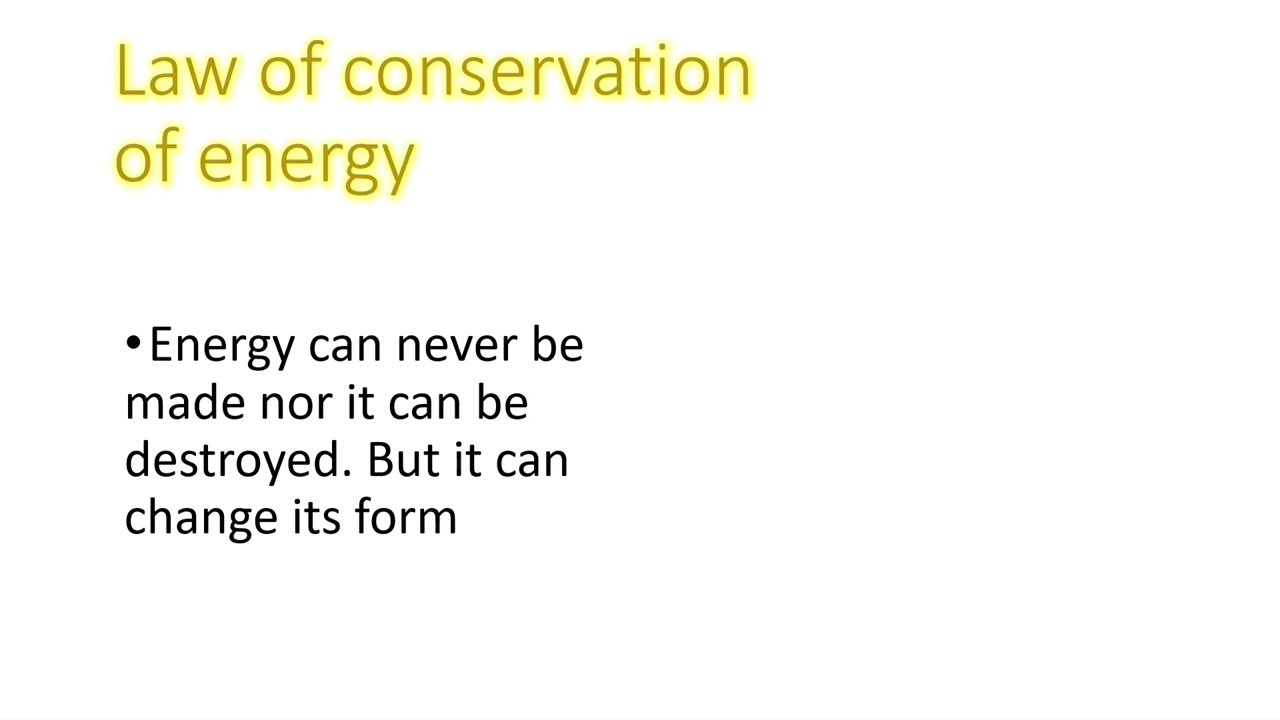 Law of conservation
of energy
•Energy can never be
made nor it can be
destroyed. But it can
change its form